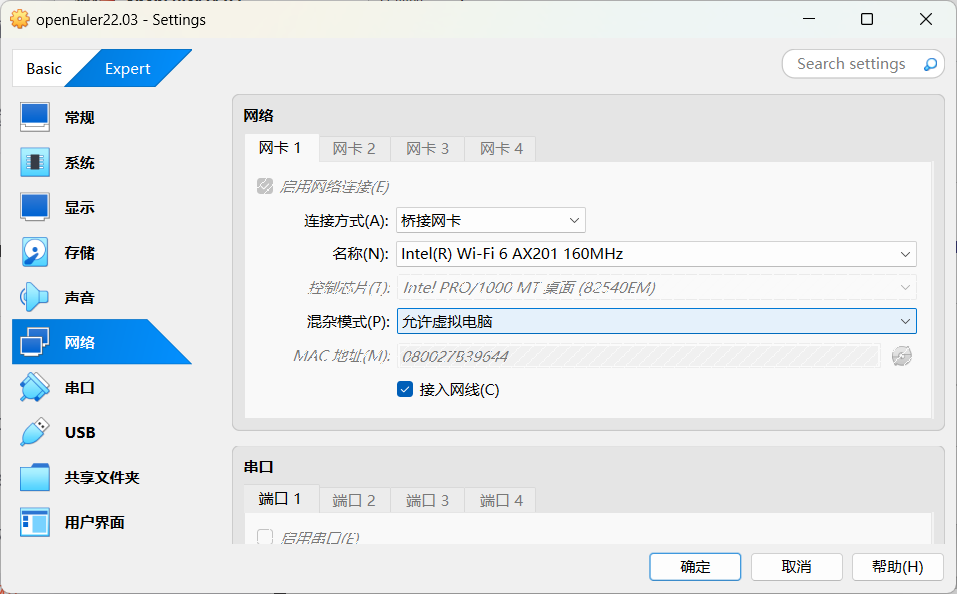 openEuler22.03 - Settings
Basic Expert Search settings
常规
系统
显示
存储
声音
网络
串口
USB
共享文件夹
用户界面
网络
网卡 1 网卡 2 网卡 3 网卡 4
启用网络连接(E)
连接方式(A): 桥接网卡
名称(N): Intel(R) Wi-Fi 6 AX201 160MHz
控制芯片(T): Intel PRO/1000 MT 桌面 (82540EM)
混杂模式(P): 允许虚拟电脑
MAC 地址(M): 080027B39644
接入网线(C)
串口
端口 1 端口 2 端口 3 端口 4
启用串口(E)
确定 取消 帮助(H)